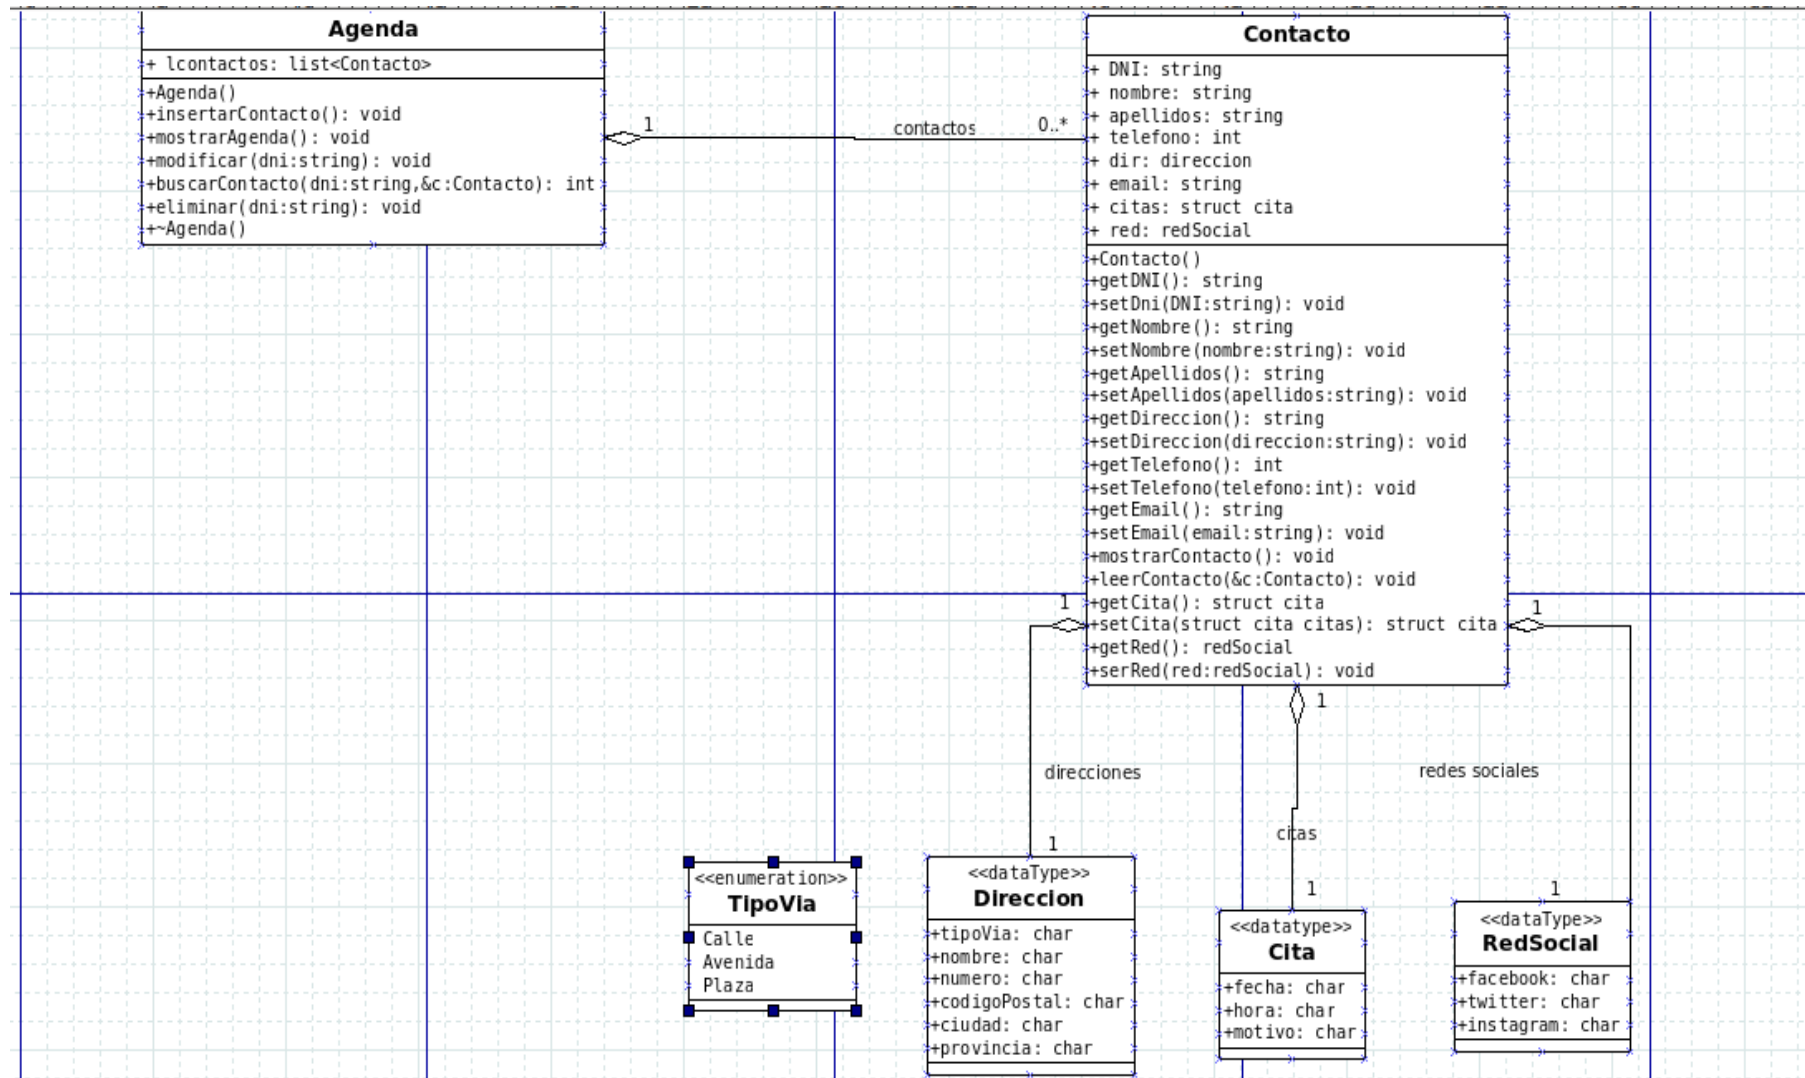 Agenda
+ lcontactos: list<Contacto>
+Agenda()
+insertarContacto(): void
+mostrarAgenda(): void
+modificar(dni:string): void
+buscarContacto(dni:string,&c:Contacto): int
+eliminar(dni:string): void
+~Agenda()
1
contactos
0..*
Contacto
+ DNI: string
+ nombre: string
+ apellidos: string
+ telefono: int
+ dir: direccion
+ email: string
+ citas: struct cita
+ red: redSocial
+Contacto()
+getDNI(): string
+setDni(DNI:string): void
+getNombre(): string
+setNombre(nombre:string): void
+getApellidos(): string
+setApellidos(apellidos:string): void
+getDireccion(): string
+setDireccion(direccion:string): void
+getTelefono(): int
+setTelefono(telefono:int): void
+getEmail(): string
+setEmail(email:string): void
+mostrarContacto(): void
+leerContacto(&c:Contacto): void
+getCita(): struct cita
+setCita(struct cita citas): struct cita
+getRed(): redSocial
+serRed(red:redSocial): void
1
1
1
direcciones
redes sociales
citas
1
1
1
<<enumeration>>
TipoVia
Calle
Avenida
Plaza
<<dataType>>
Direccion
+tipoVia: char
+nombre: char
+numero: char
+codigoPostal: char
+ciudad: char
+provincia: char
<<datatype>>
Cita
+fecha: char
+hora: char
+motivo: char
<<dataType>>
RedSocial
+facebook: char
+twitter: char
+instagram: char